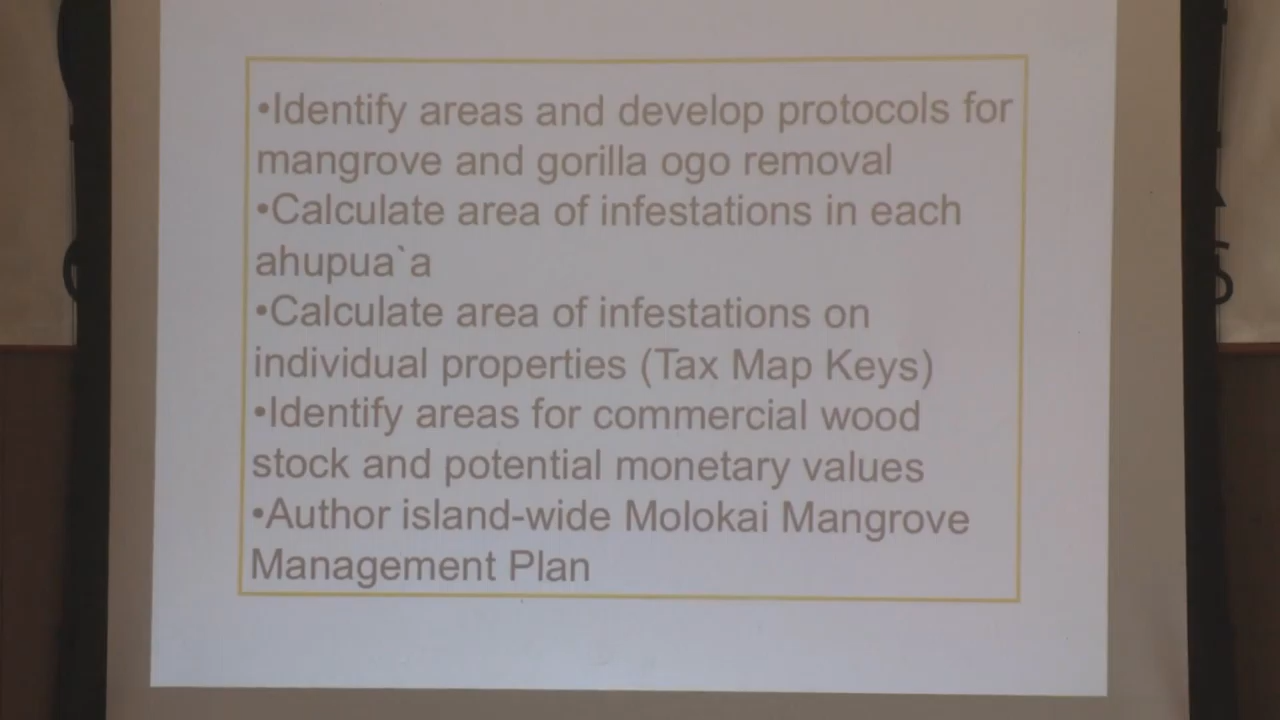 •Identify areas and develop protocols for
mangrove and gorilla ogo removal
•Calculate area of infestations in each
ahupua`a
•Calculate area of infestations on
individual properties (Tax Map Keys)
•Identify areas for commercial wood
stock and potential monetary values
•Author island-wide Molokai Mangrove
Management Plan